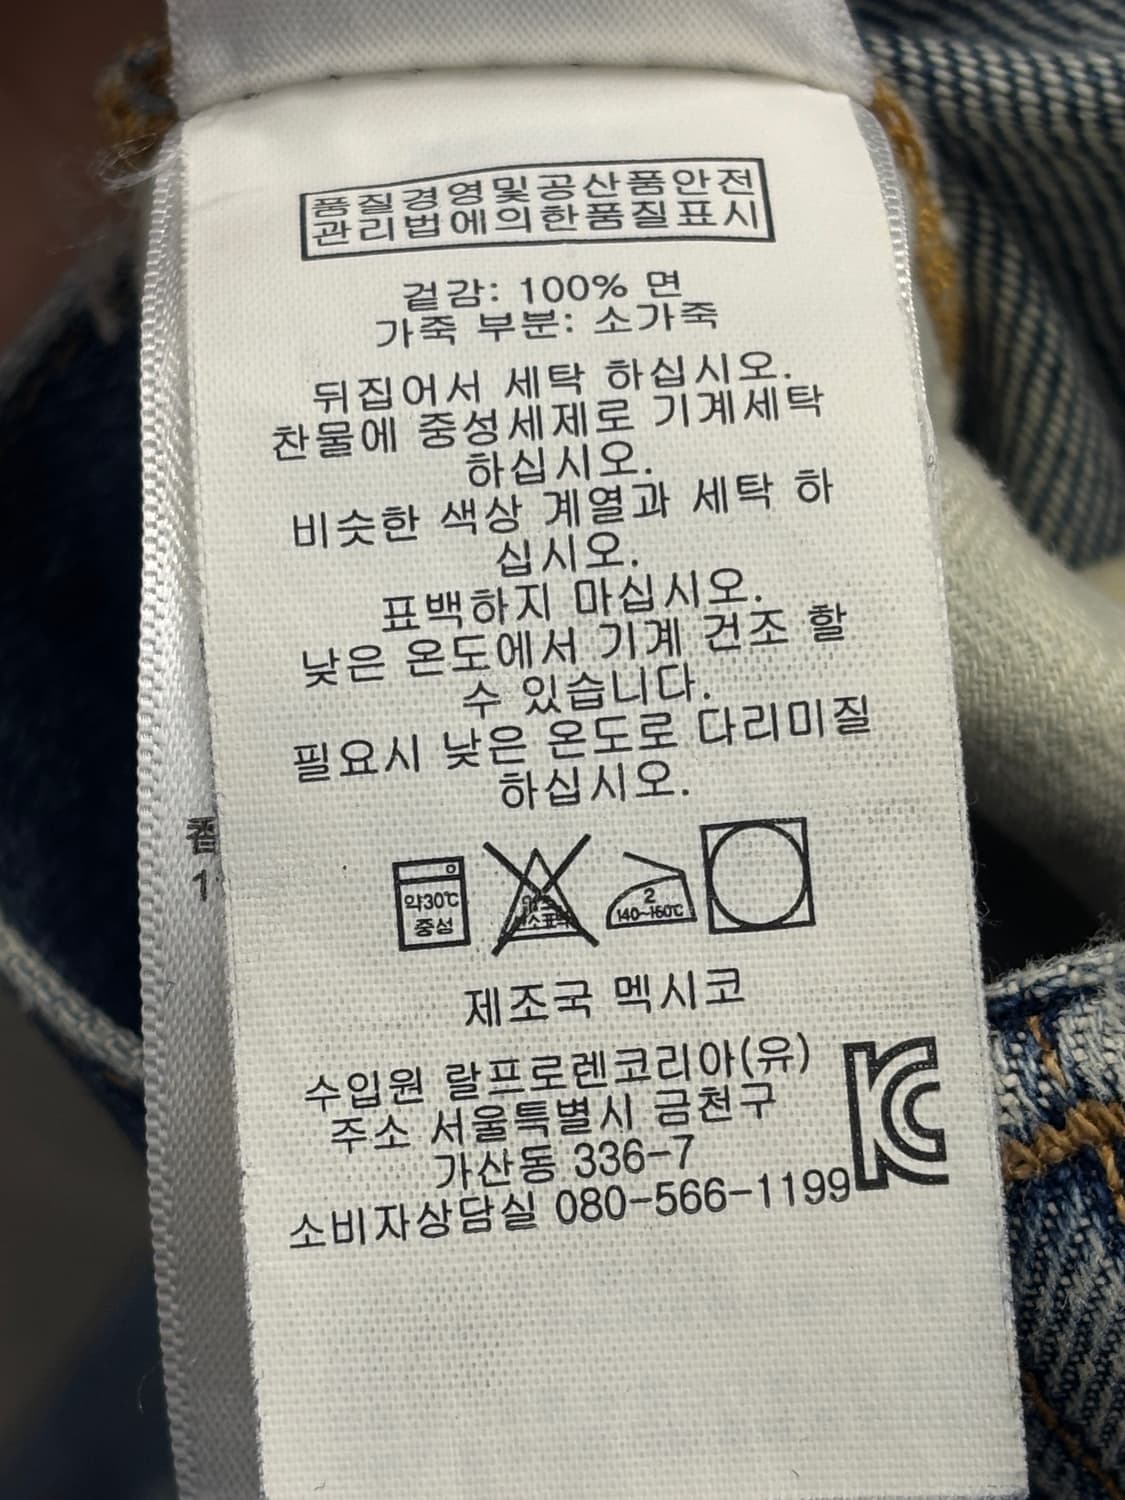 품질경영및공산품안전
관리법에의한품질표시
겉감: 100% 면
가죽 부분: 소가죽
뒤집어서 세탁 하십시오.
찬물에 중성세제로 기계세탁
하십시오.
비슷한 색상 계열과 세탁 하
십시오.
표백하지 마십시오.
낮은 온도에서 기계 건조 할
수 있습니다.
필요시 낮은 온도로 다리미질
하십시오.
약30℃
중성
2
140~160℃
제조국 멕시코
수입원 랄프로렌코리아(유)
주소 서울특별시 금천구
가산동 336-7
소비자상담실 080-566-1199
KC